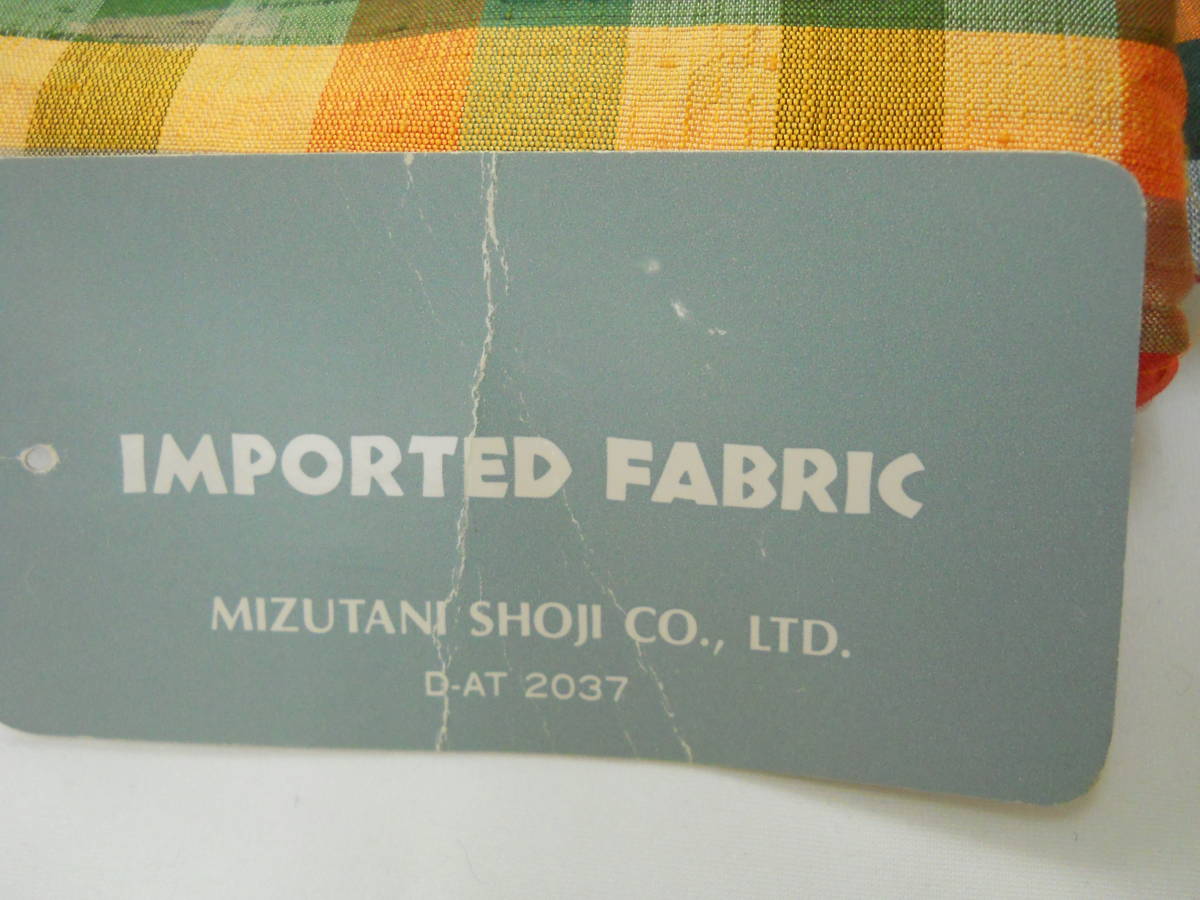 IMPORTED FABRIC
MIZUTANI SHOJI CO., LTD.
D-AT 2037